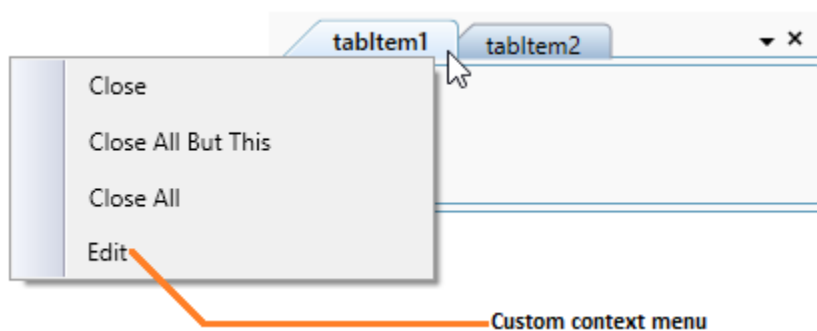 tabItem1 tabItem2
Close
Close All But This
Close All
Edit
Custom context menu